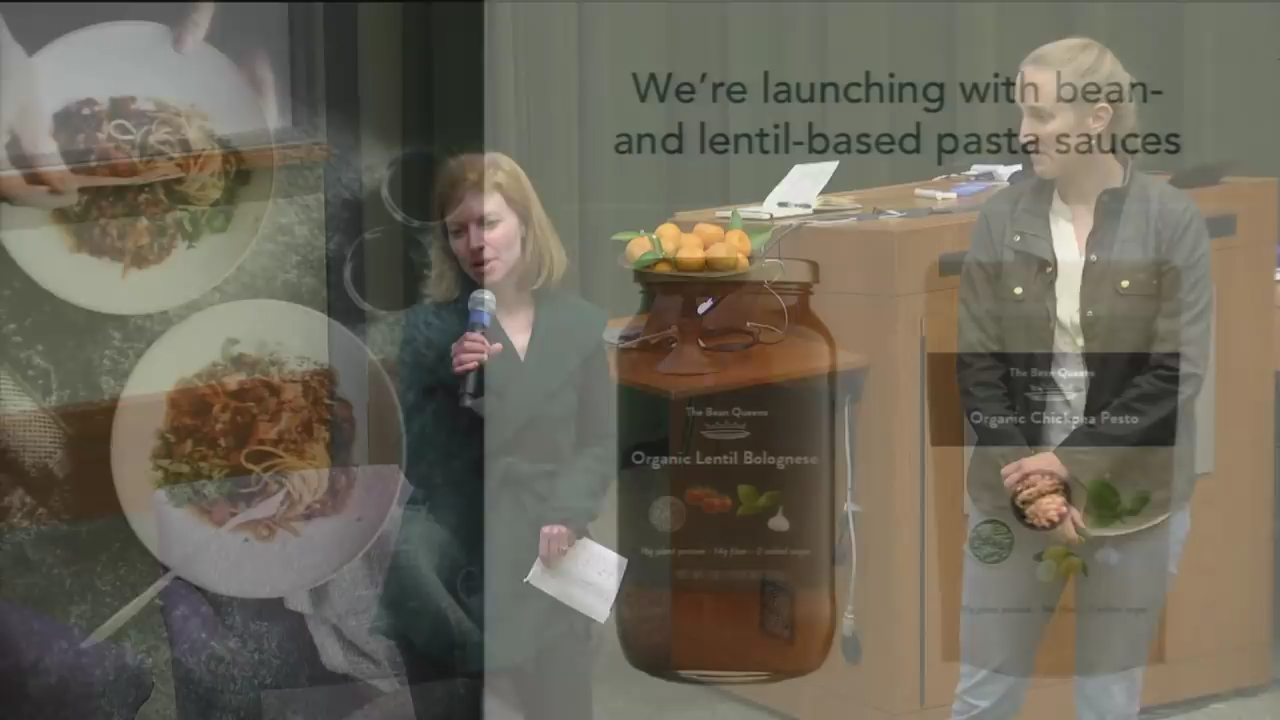 We're launching with bean-
and lentil-based pasta sauces
The Bean Queens
Organic Chickpea Pesto
The Bean Queens
Organic Lentil Bolognese